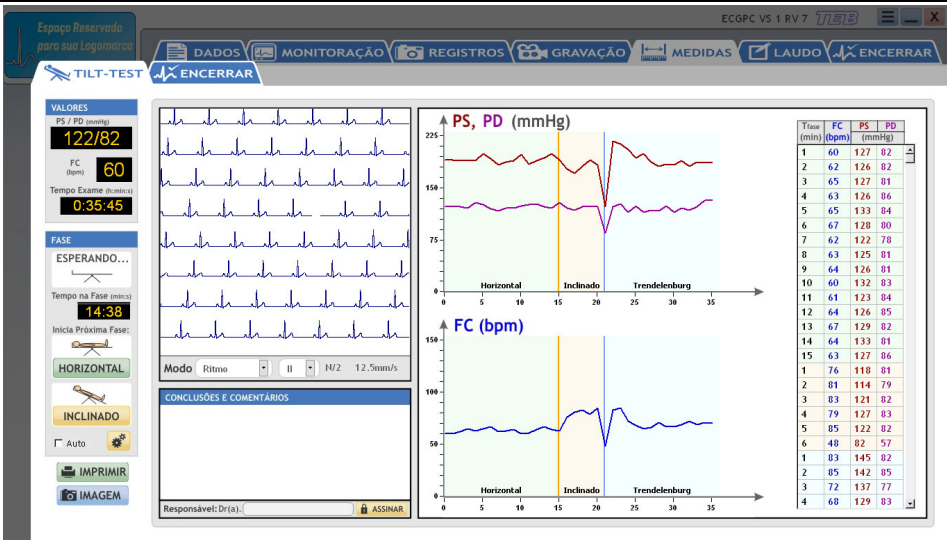 ECGPC VS 1 RV 7 TEB
Espaço Reservado
para sua Logomarca
DADOS MONITORAÇÃO REGISTROS GRAVAÇÃO MEDIDAS LAUDO ENCERRAR
TILT-TEST ENCERRAR
VALORES
PS / PD (mmHg)
122/82
FC
(bpm)
60
Tempo Exame (h:min:s)
0:35:45
FASE
ESPERANDO...
Tempo na Fase (min:s)
14:38
Inicia Próxima Fase:
HORIZONTAL
INCLINADO
Auto
IMPRIMIR
IMAGEM
Modo Ritmo II N/2 12,5mm/s
CONCLUSÕES E COMENTÁRIOS
Responsável: Dr(a). ASSINAR
PS, PD (mmHg)
225
150
75
0
Horizontal Inclinado Trendelenburg
0 5 10 15 20 25 30 35
FC (bpm)
150
100
50
0
Horizontal Inclinado Trendelenburg
0 5 10 15 20 25 30 35
Tfase FC PS PD
(min) (bpm) (mmHg)
1 60 127 82
2 62 126 82
3 65 127 81
4 63 126 86
5 65 133 84
6 67 128 80
7 62 122 78
8 63 125 81
9 64 126 81
10 60 132 83
11 61 123 84
12 64 126 85
13 67 129 82
14 64 133 81
15 63 127 86
1 76 118 81
2 81 114 79
3 83 121 82
4 79 127 83
5 85 122 82
6 48 82 57
1 83 145 82
2 85 142 85
3 72 137 77
4 68 129 83